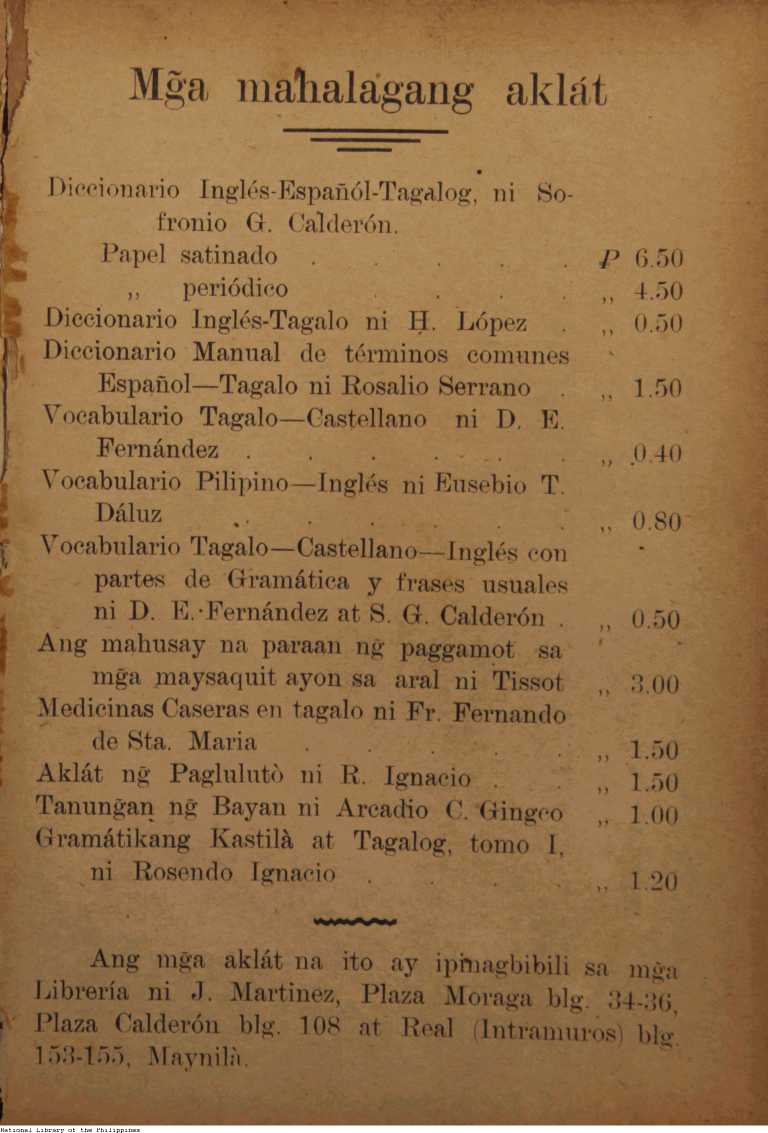 Mg̃a mahalagang aklát
Diccionario Inglés-Español-Tagalog, ni So-
fronio G. Calderón.
Papel satinado . . . . . ₱ 6.50
,, periódico . . . . ,, 4.50
Diccionario Inglés-Tagalo ni H. López . ,, 0.50
Diccionario Manual de términos comunes
Español—Tagalo ni Rosalio Serrano . ,, 1.50
Vocabulario Tagalo—Castellano ni D. E.
Fernández . . . . . . ,, 0.40
Vocabulario Pilipino—Inglés ni Eusebio T.
Dáluz . . . . . . ,, 0.80
Vocabulario Tagalo—Castellano—Inglés con
partes de Gramática y frases usuales
ni D. E. Fernández at S. G. Calderón . ,, 0.50
Ang mahusay na paraan ng̃ paggamot sa
mg̃a maysaquit ayon sa aral ni Tissot ,, 3.00
Medicinas Caseras en tagalo ni Fr. Fernando
de Sta. Maria . . . . . ,, 1.50
Aklát ng̃ Paglulutò ni R. Ignacio . . ,, 1.50
Tanung̃an ng̃ Bayan ni Arcadio C. Gingco ,, 1.00
Gramátikang Kastilà at Tagalog, tomo I,
ni Rosendo Ignacio . . . . ,, 1.20
Ang mg̃a aklát na ito ay ipinagbibili sa mg̃a
Librería ni J. Martinez, Plaza Moraga blg. 34-36,
Plaza Calderón blg. 108 at Real (Intramuros) blg.
153-155, Maynilà.
National Library of the Philippines